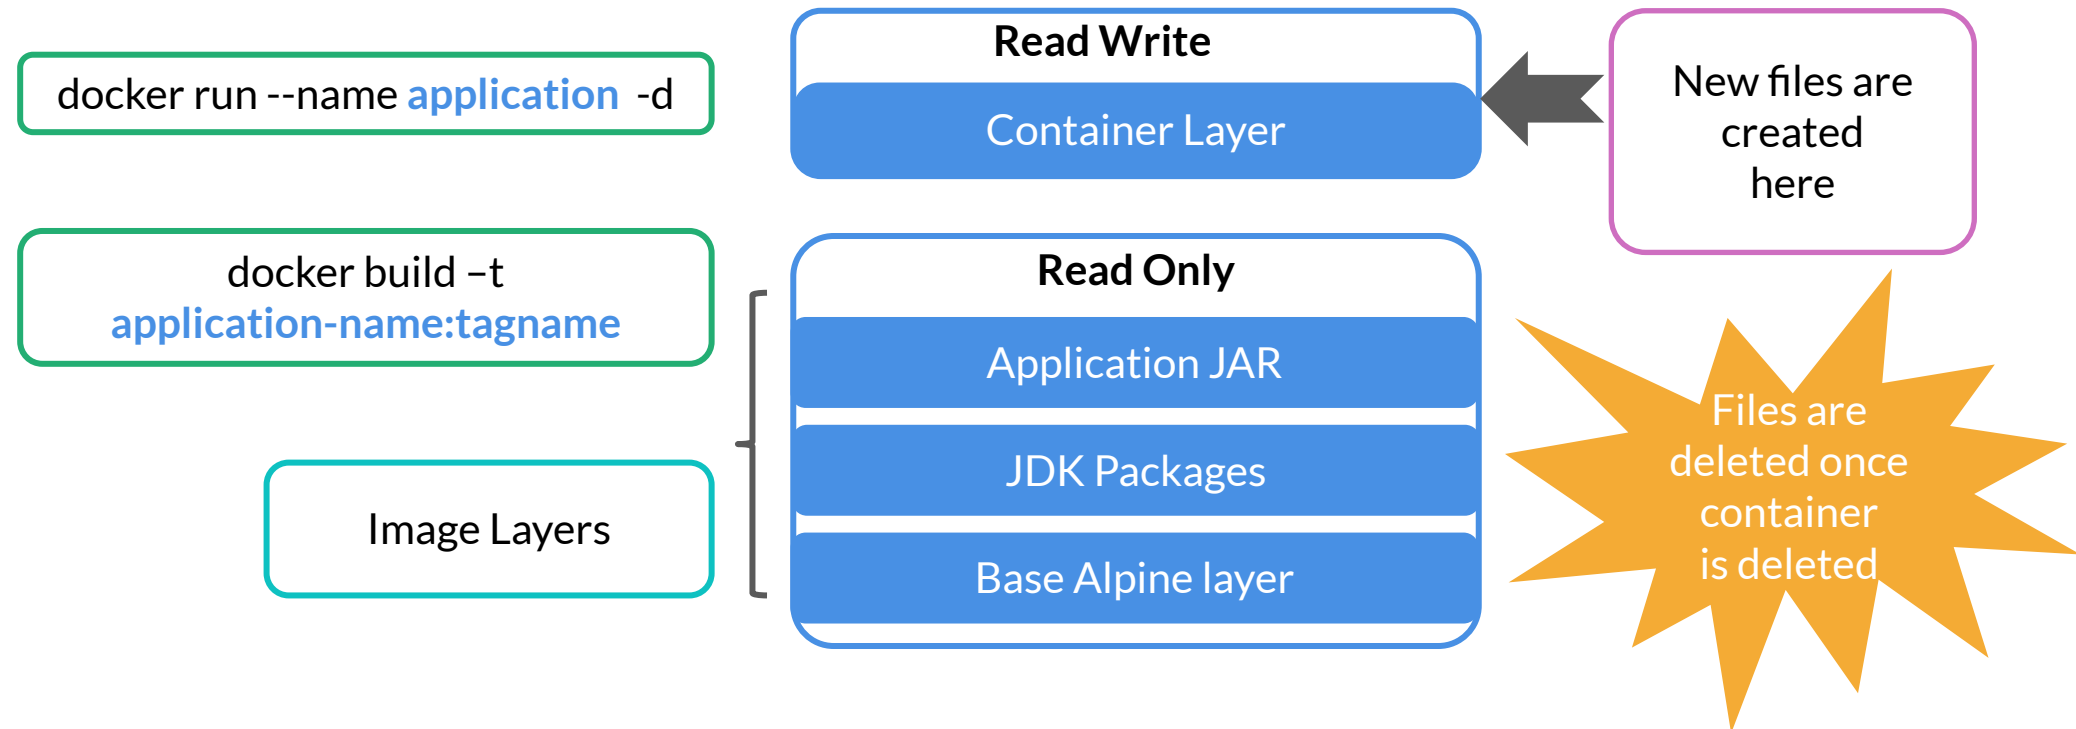 docker run --name application -d
Read Write
Container Layer
New files are
created
here
docker build –t
application-name:tagname
Image Layers
Read Only
Application JAR
JDK Packages
Base Alpine layer
Files are
deleted once
container
is deleted